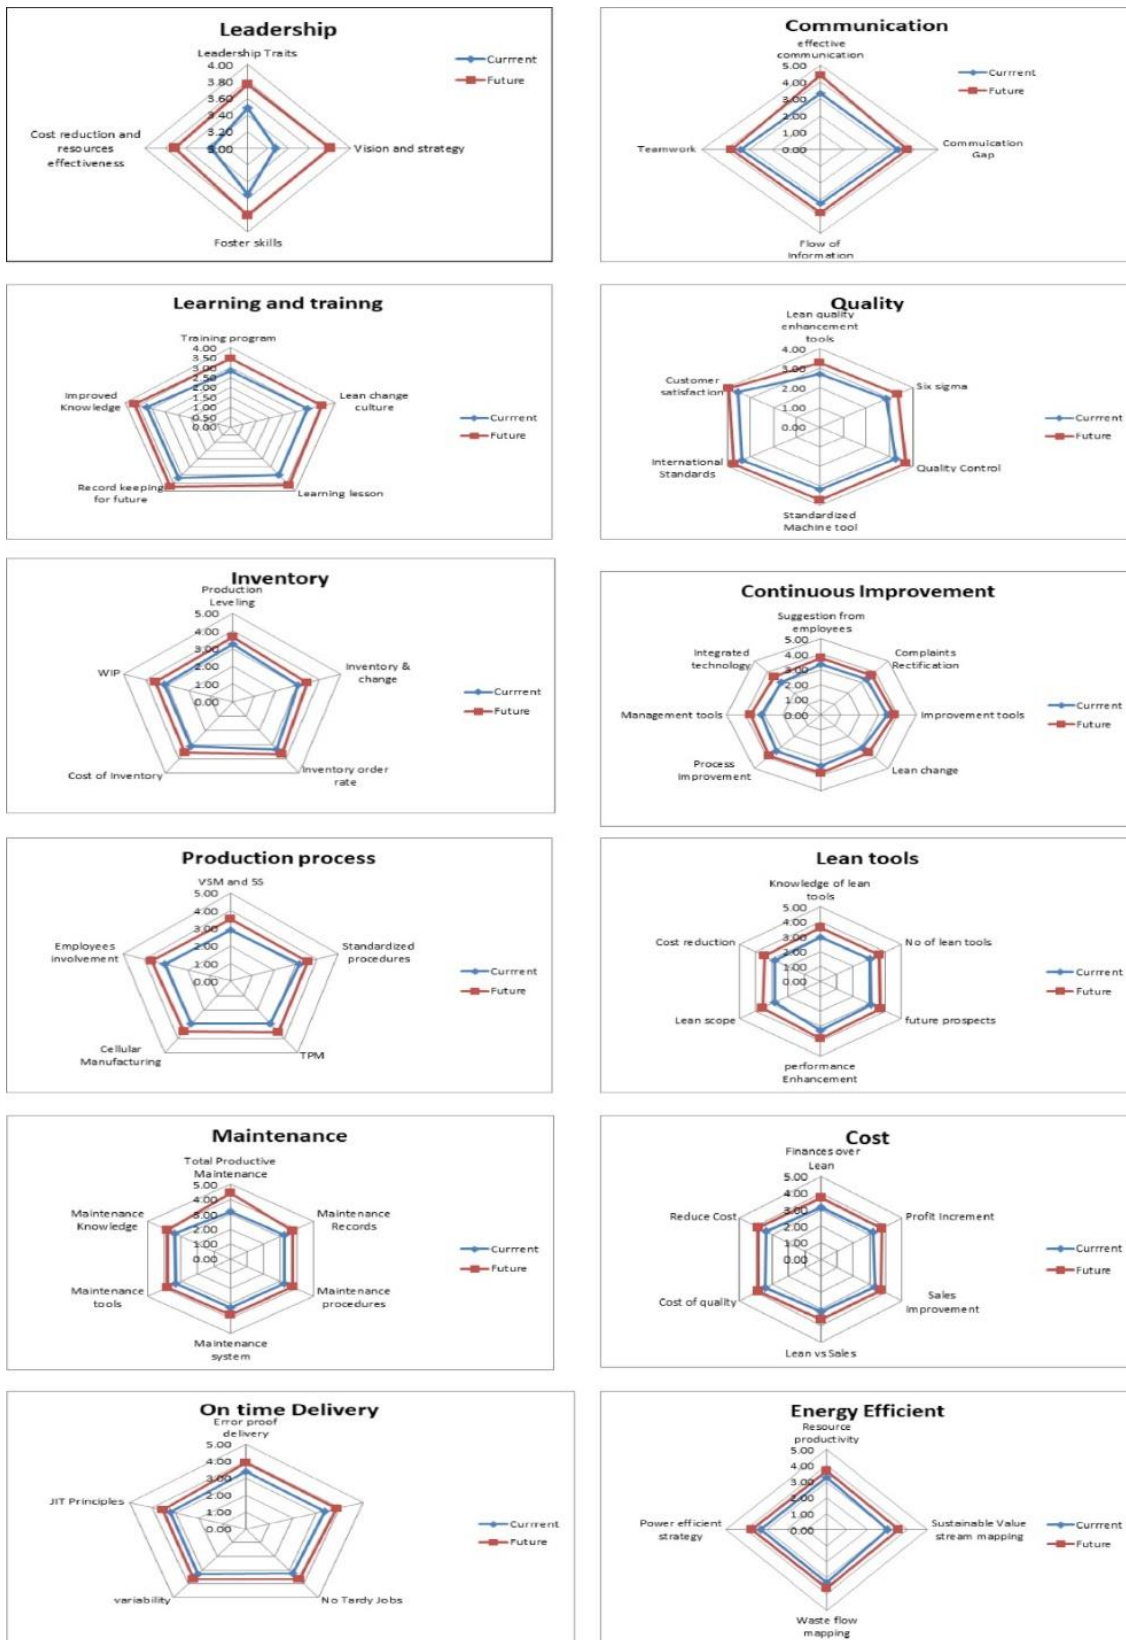 Leadership
Leadership Traits
4.00
3.80
3.60
3.40
3.20
3.00
Cost reduction and
resources
effectiveness
Vision and strategy
Foster skills
Currrent
Future
Communication
effective
communication
5.00
4.00
3.00
2.00
1.00
0.00
Teamwork
Commuication
Gap
Flow of
Information
Currrent
Future
Learning and trainng
Training program
4.00
3.50
3.00
2.50
2.00
1.50
1.00
0.50
0.00
Improved
Knowledge
Lean change
culture
Record keeping
for future
Learning lesson
Currrent
Future
Quality
Lean quality
enhancement
tools
4.00
3.00
2.00
1.00
0.00
Customer
satisfaction
Six sigma
International
Standards
Quality Control
Standardized
Machine tool
Currrent
Future
Inventory
Production
Leveling
5.00
4.00
3.00
2.00
1.00
0.00
WIP
Inventory &
change
Cost of Inventory
Inventory order
rate
Currrent
Future
Continuous Improvement
Suggestion from
employees
5.00
4.00
3.00
2.00
1.00
0.00
Integrated
technology
Complaints
Rectification
Management tools
Improvement tools
Process
Improvement
Lean change
Currrent
Future
Production process
VSM and 5S
5.00
4.00
3.00
2.00
1.00
0.00
Employees
involvement
Standardized
procedures
Cellular
Manufacturing
TPM
Currrent
Future
Lean tools
Knowledge of lean
tools
5.00
4.00
3.00
2.00
1.00
0.00
Cost reduction
No of lean tools
Lean scope
future prospects
performance
Enhancement
Currrent
Future
Maintenance
Total Productive
Maintenance
5.00
4.00
3.00
2.00
1.00
0.00
Maintenance
Knowledge
Maintenance
Records
Maintenance
tools
Maintenance
procedures
Maintenance
system
Currrent
Future
Cost
Finances over
Lean
5.00
4.00
3.00
2.00
1.00
0.00
Reduce Cost
Profit Increment
Cost of quality
Sales
Improvement
Lean vs Sales
Currrent
Future
On time Delivery
Error proof
delivery
5.00
4.00
3.00
2.00
1.00
0.00
JIT Principles
variability
No Tardy Jobs
Currrent
Future
Energy Efficient
Resource
productivity
5.00
4.00
3.00
2.00
1.00
0.00
Power efficient
strategy
Sustainable Value
stream mapping
Waste flow
mapping
Currrent
Future